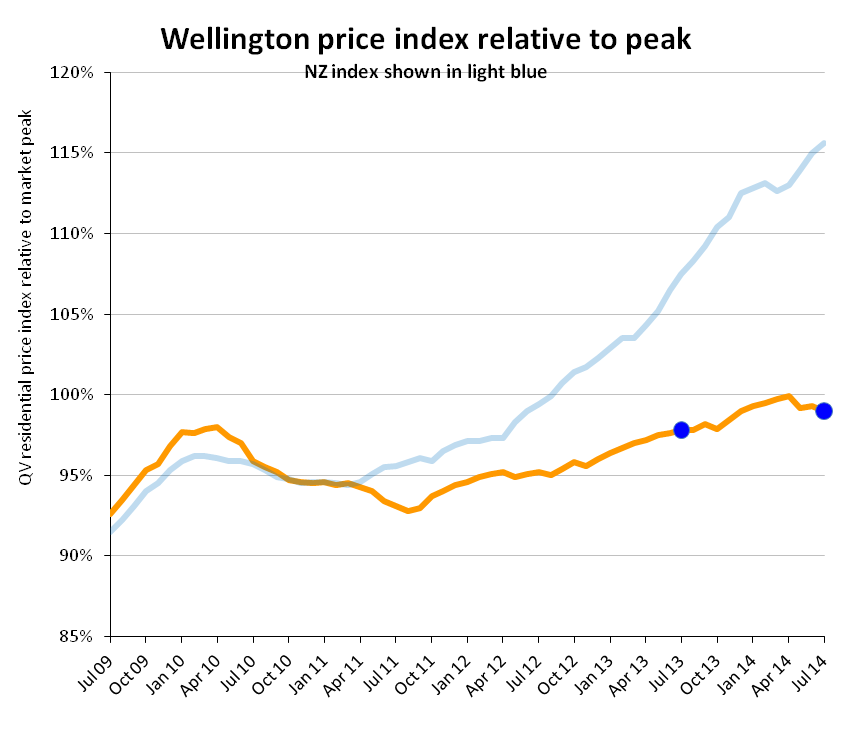 Wellington price index relative to peak
NZ index shown in light blue
QV residential price index relative to market peak
120%
115%
110%
105%
100%
95%
90%
85%
Jul 09
Oct 09
Jan 10
Apr 10
Jul 10
Oct 10
Jan 11
Apr 11
Jul 11
Oct 11
Jan 12
Apr 12
Jul 12
Oct 12
Jan 13
Apr 13
Jul 13
Oct 13
Jan 14
Apr 14
Jul 14